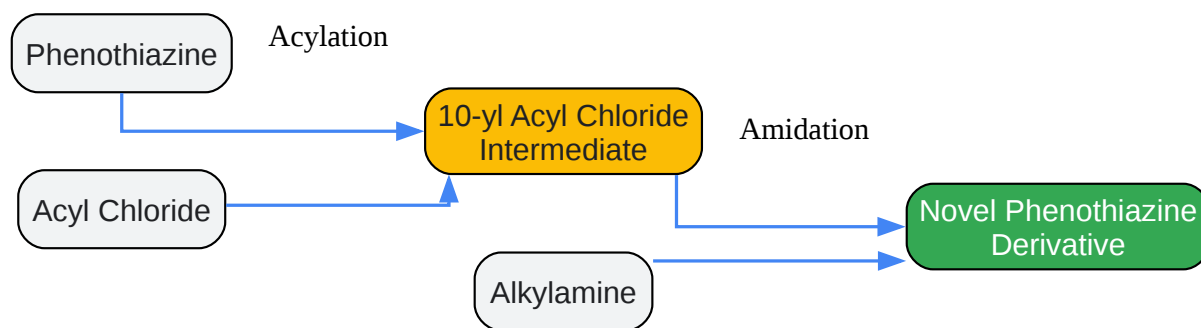 Phenothiazine
Acylation
Acyl Chloride
10-yl Acyl Chloride
Intermediate
Amidation
Alkylamine
Novel Phenothiazine
Derivative